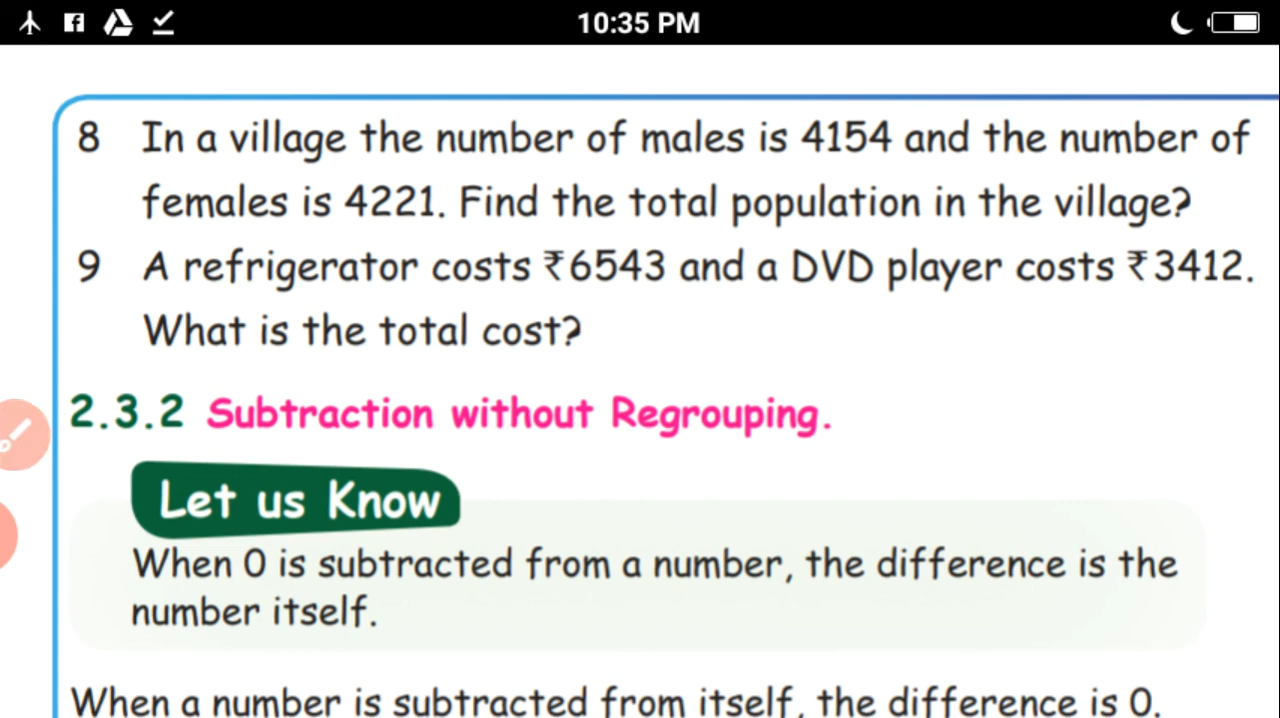 10:35 PM
8 In a village the number of males is 4154 and the number of
females is 4221. Find the total population in the village?
9 A refrigerator costs ₹6543 and a DVD player costs ₹3412.
What is the total cost?
2.3.2 Subtraction without Regrouping.
Let us Know
When 0 is subtracted from a number, the difference is the
number itself.
When a number is subtracted from itself, the difference is 0.